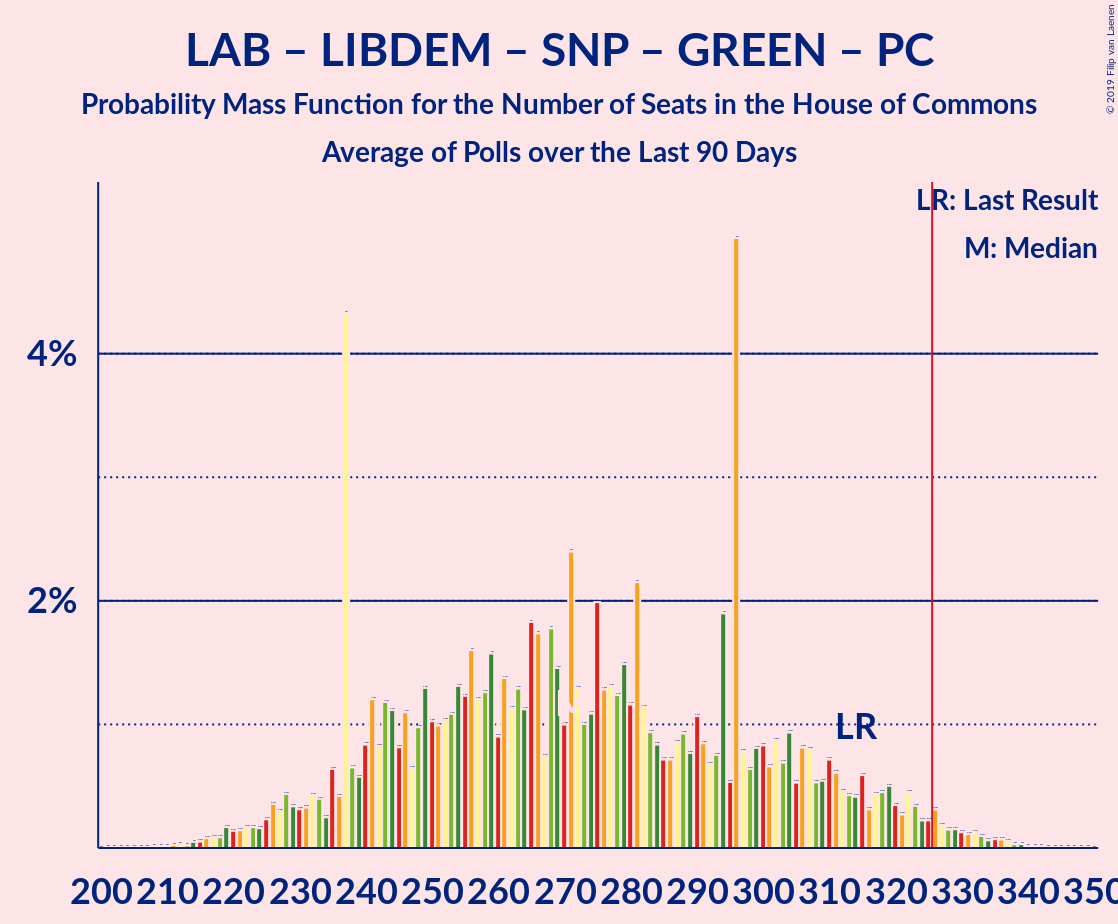 LAB – LIBDEM – SNP – GREEN – PC
Probability Mass Function for the Number of Seats in the House of Commons
Average of Polls over the Last 90 Days
© 2019 Filip van Laenen
LR: Last Result
M: Median
4%
2%
M
LR
200 210 220 230 240 250 260 270 280 290 300 310 320 330 340 350